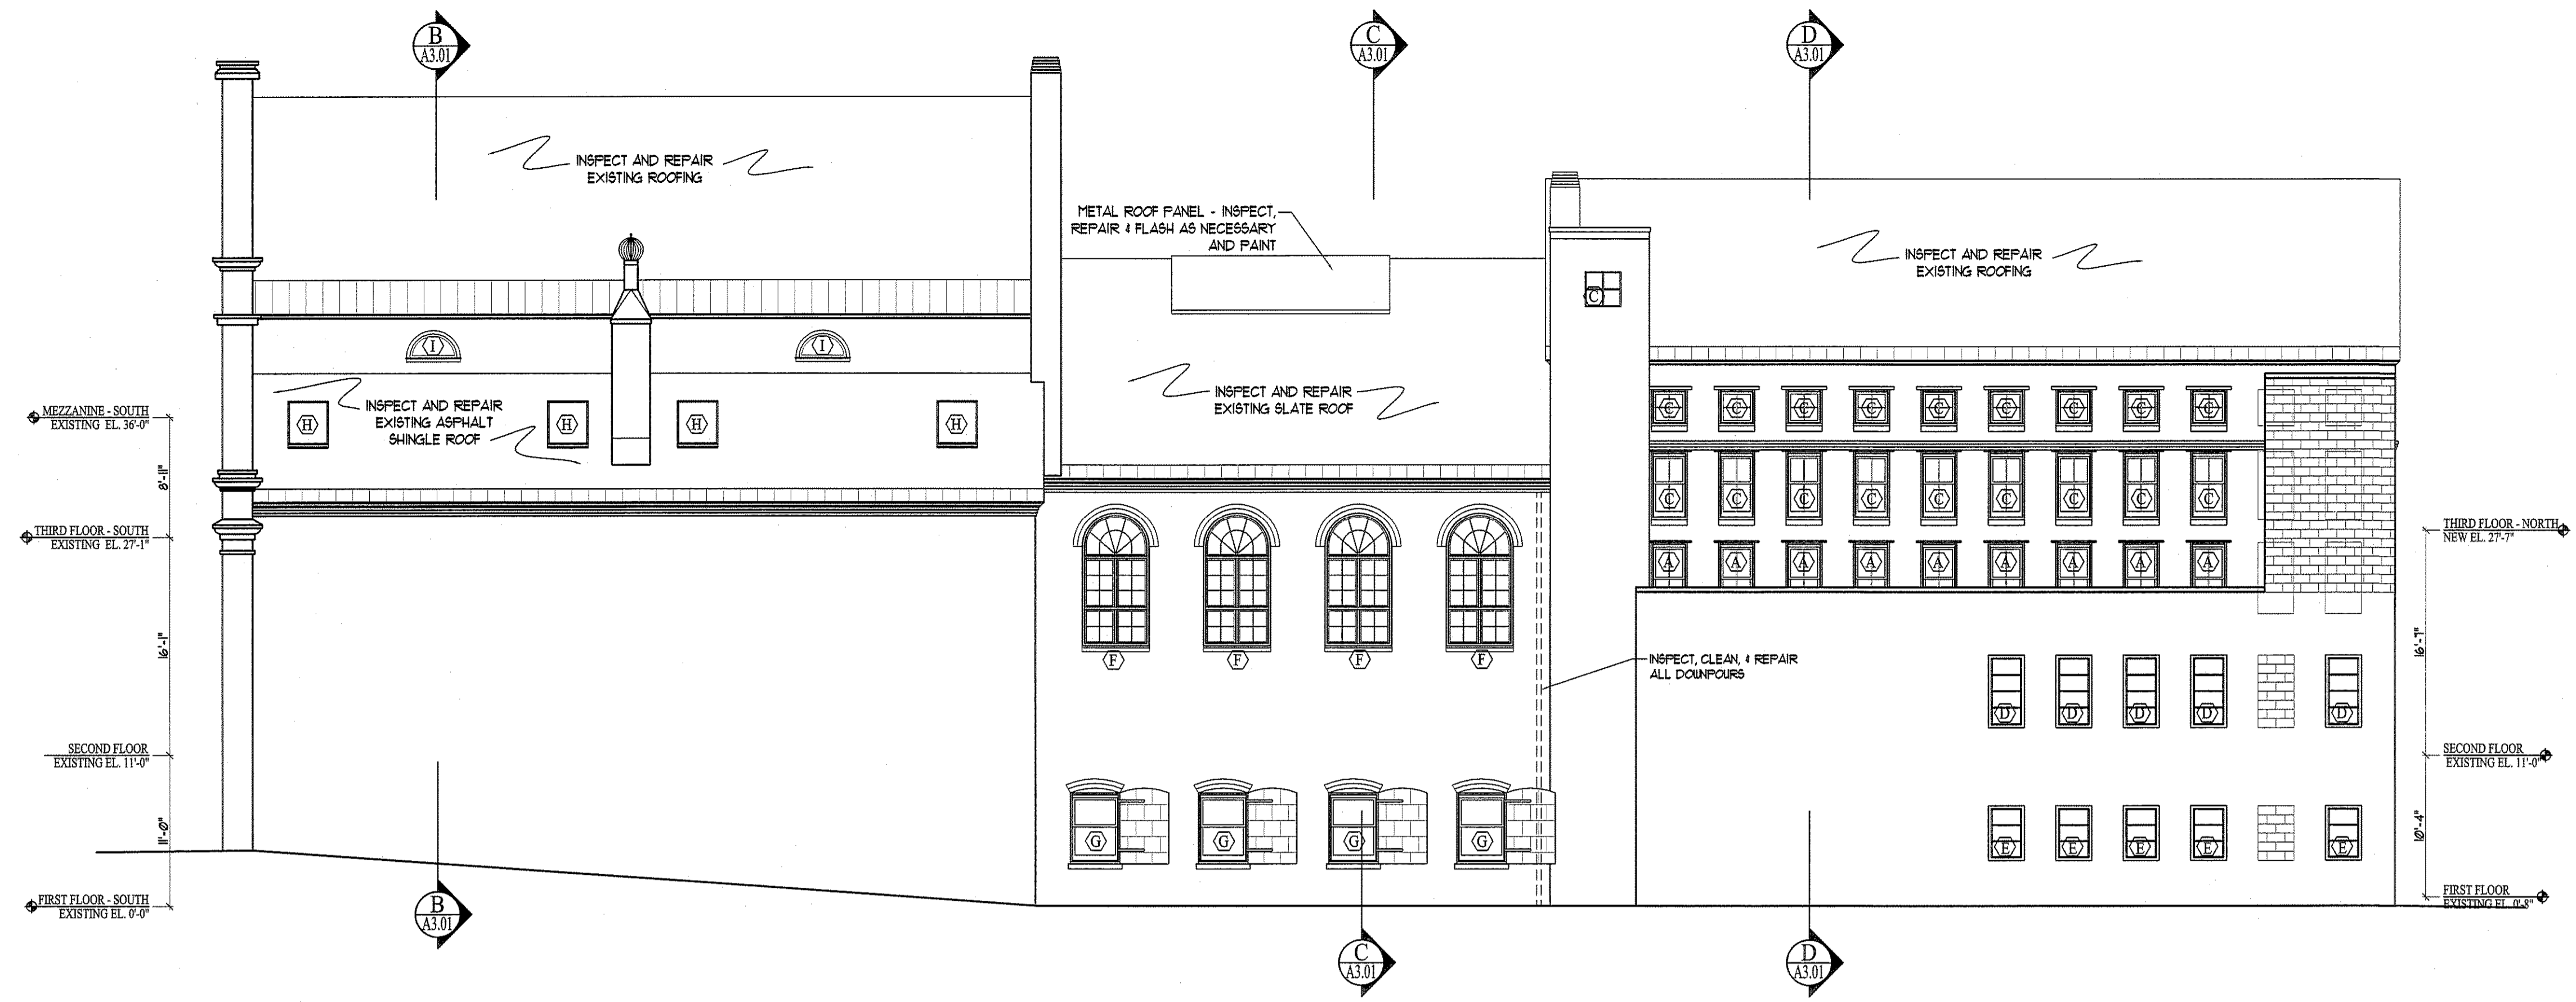 B
A3.01
C
A3.01
D
A3.01
INSPECT AND REPAIR
EXISTING ROOFING
METAL ROOF PANEL - INSPECT,
REPAIR & FLASH AS NECESSARY
AND PAINT
INSPECT AND REPAIR
EXISTING ROOFING
C
I
I
INSPECT AND REPAIR
EXISTING ASPHALT
SHINGLE ROOF
H
H
H
H
INSPECT AND REPAIR
EXISTING SLATE ROOF
C C C C C C C C C
C C C C C C C C C
A A A A A A A A A
MEZZANINE - SOUTH
EXISTING EL. 36'-0"
8'-11"
THIRD FLOOR - SOUTH
EXISTING EL. 27'-1"
16'-1"
SECOND FLOOR
EXISTING EL. 11'-0"
11'-0"
FIRST FLOOR - SOUTH
EXISTING EL. 0'-0"
F F F F
INSPECT, CLEAN, & REPAIR
ALL DOWNPOURS
G G G G
D D D D D
E E E E E
THIRD FLOOR - NORTH
NEW EL. 27'-7"
16'-7"
SECOND FLOOR
EXISTING EL. 11'-0"
10'-4"
FIRST FLOOR
EXISTING EL. 0'-8"
B
A3.01
C
A3.01
D
A3.01